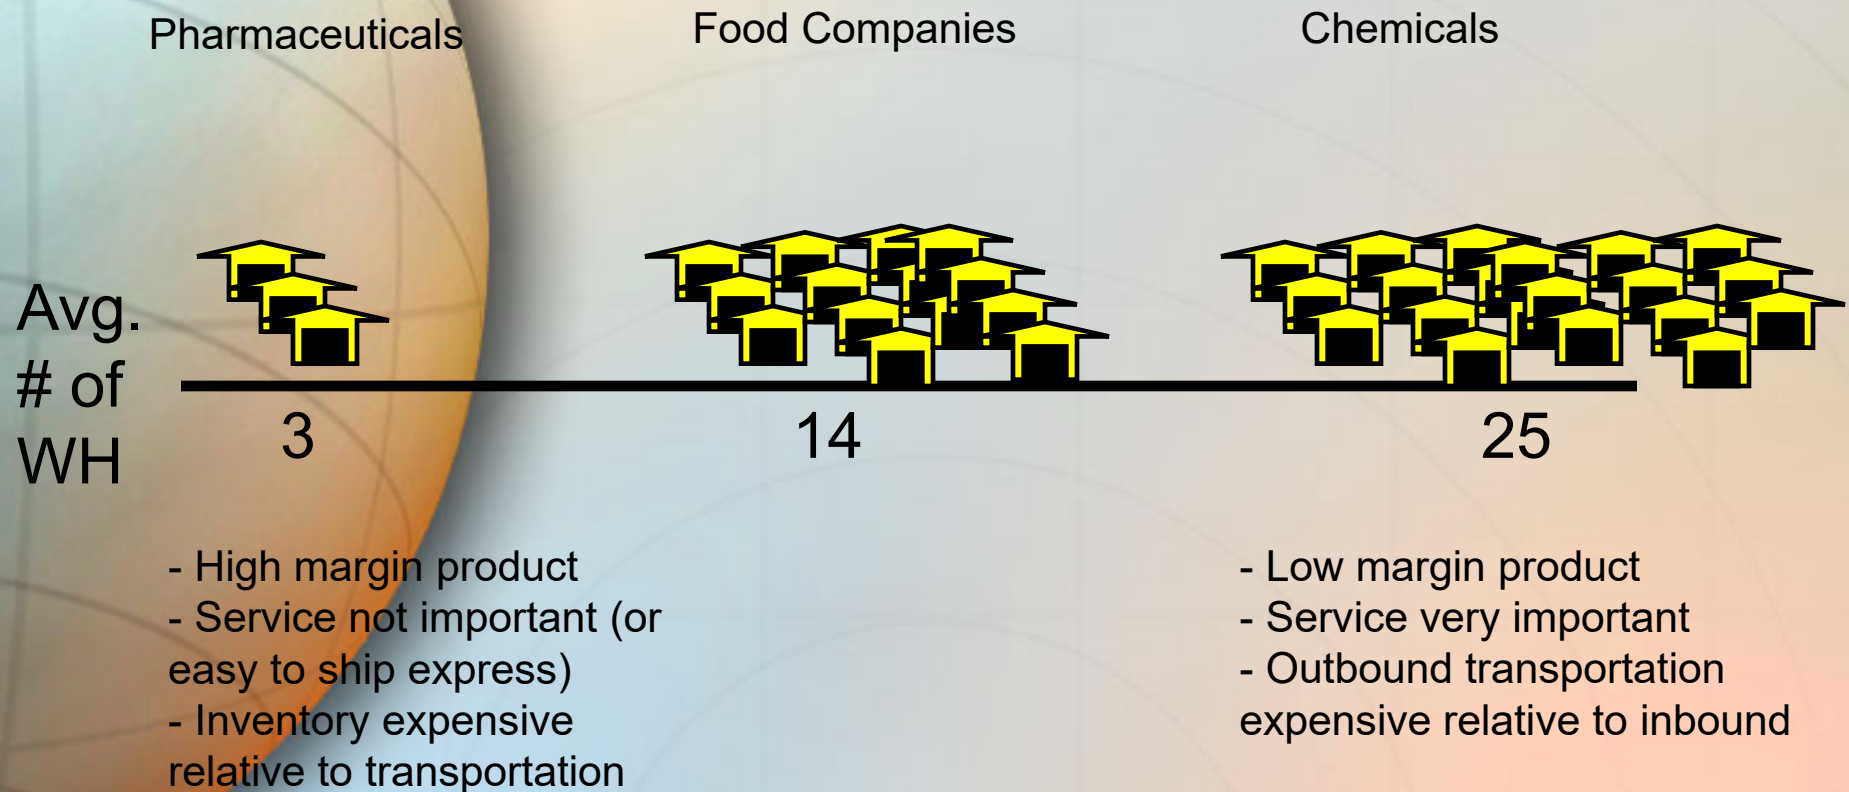 Pharmaceuticals
Food Companies
Chemicals
Avg.
# of
WH
3
14
25
- High margin product
- Service not important (or
easy to ship express)
- Inventory expensive
relative to transportation
- Low margin product
- Service very important
- Outbound transportation
expensive relative to inbound